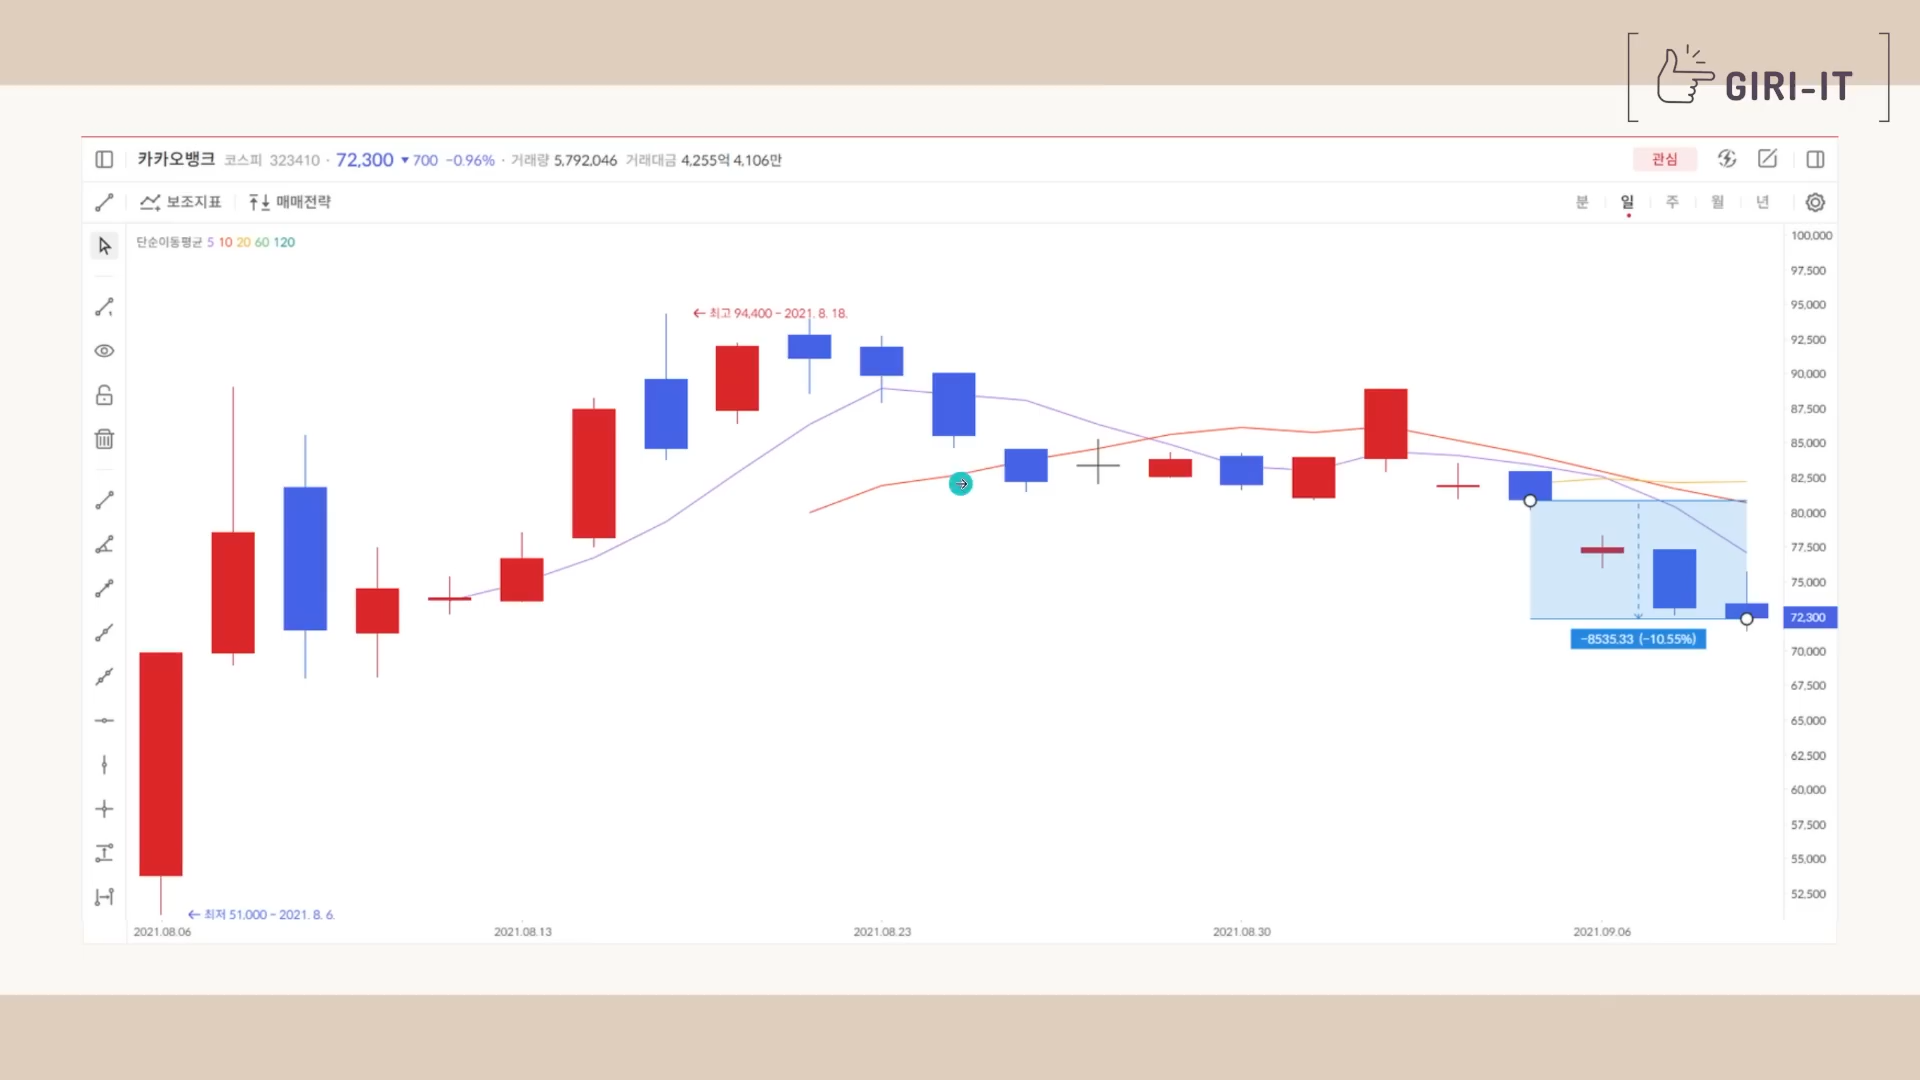 GIRI-IT
카카오뱅크 코스피 323410 · 72,300 ▼ 700 -0.96% · 거래량 5,792,046 거래대금 4,255억 4,106만
관심
보조지표 매매전략
분 일 주 월 년
단순이동평균 5 10 20 60 120
100,000
97,500
95,000
← 최고 94,400 - 2021. 8. 18.
92,500
90,000
87,500
85,000
82,500
80,000
77,500
75,000
72,300
-8535.33 (-10.55%)
70,000
67,500
65,000
62,500
60,000
57,500
55,000
52,500
← 최저 51,000 - 2021. 8. 6.
2021.08.06 2021.08.13 2021.08.23 2021.08.30 2021.09.06